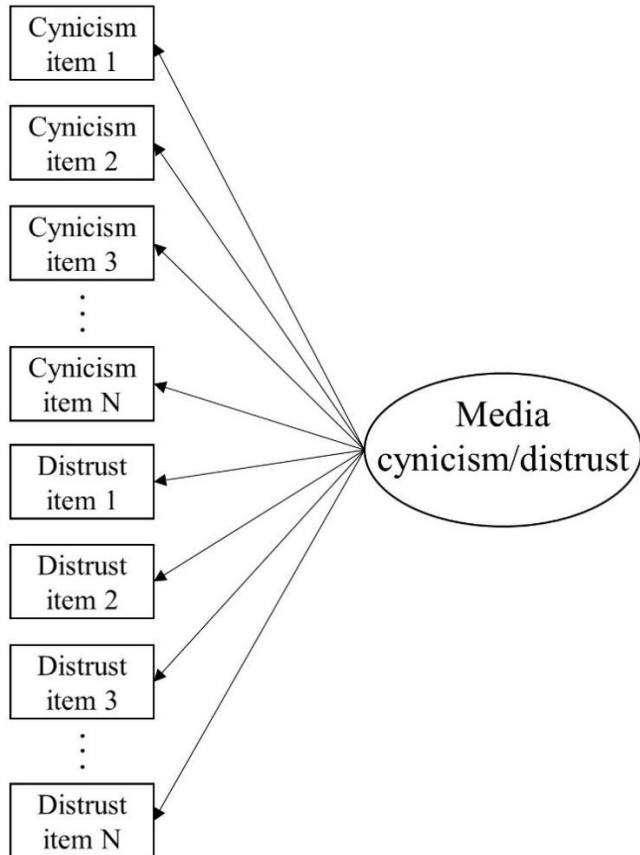 Cynicism
item 1
Cynicism
item 2
Cynicism
item 3
Cynicism
item N
Distrust
item 1
Distrust
item 2
Distrust
item 3
Distrust
item N
Media
cynicism/distrust